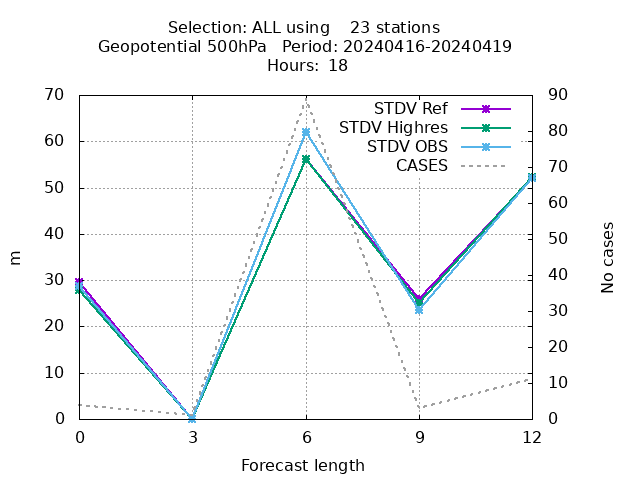 Selection: ALL using    23 stations
Geopotential 500hPa   Period: 20240416-20240419
Hours:  18
STDV Ref
STDV Highres
STDV OBS
CASES
70
60
50
40
30
20
10
0
m
90
80
70
60
50
40
30
20
10
0
No cases
0
3
6
9
12
Forecast length